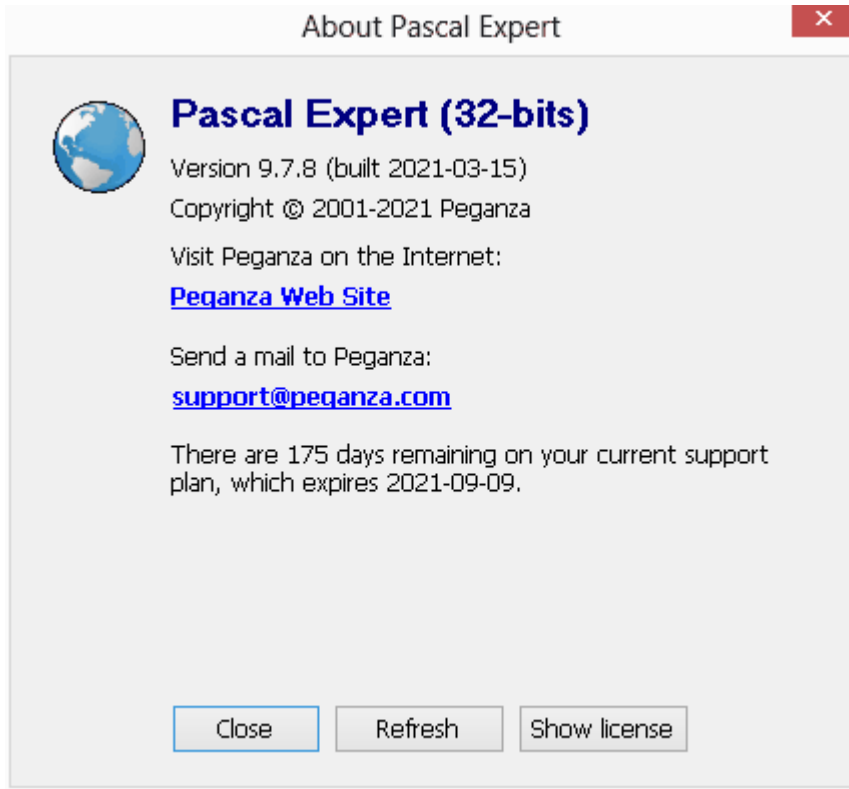 About Pascal Expert
Pascal Expert (32-bits)
Version 9.7.8 (built 2021-03-15)
Copyright © 2001-2021 Peganza
Visit Peganza on the Internet:
Peganza Web Site
Send a mail to Peganza:
support@peganza.com
There are 175 days remaining on your current support
plan, which expires 2021-09-09.
Close Refresh Show license